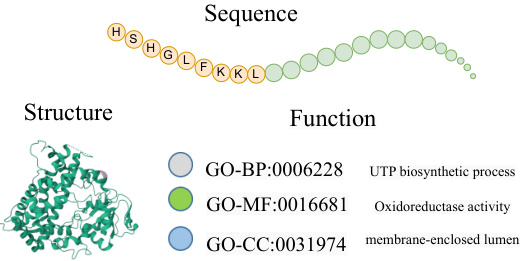 Sequence
H S H G L F K K L
Structure
Function
GO-BP:0006228 UTP biosynthetic process
GO-MF:0016681 Oxidoreductase activity
GO-CC:0031974 membrane-enclosed lumen